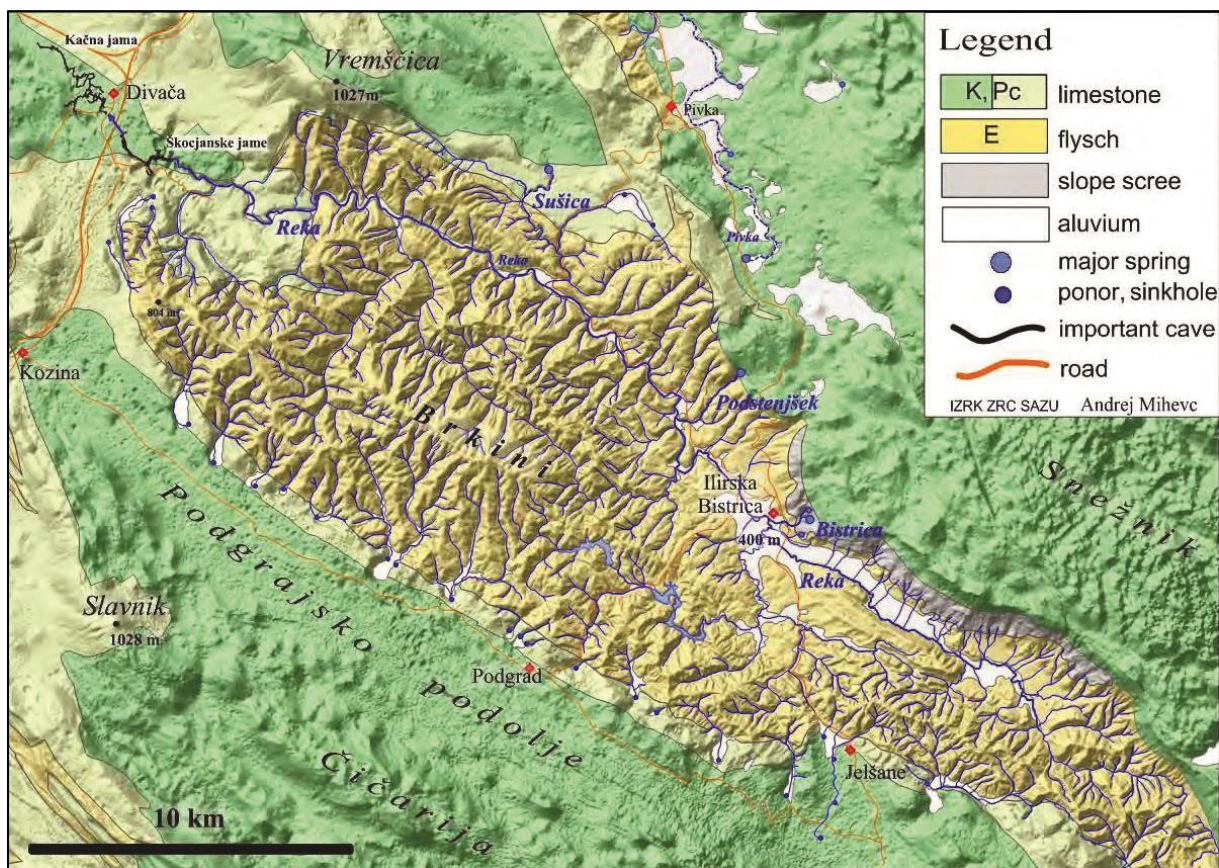 Kačna jama
Divača
Vremščica
1027m
Škocjanske jame
Pivka
Sušica
Reka
Reka
Pivka
804 m
Kozina
Podstenjšek
Brkini
Ilirska
Bistrica
Bistrica
400 m
Reka
Snežnik
Podgrajsko podolje
Slavnik
1028 m
Podgrad
Čičarija
Jelšane
10 km
Legend
K, Pc limestone
E flysch
slope scree
aluvium
major spring
ponor, sinkhole
important cave
road
IZRK ZRC SAZU Andrej Mihevc